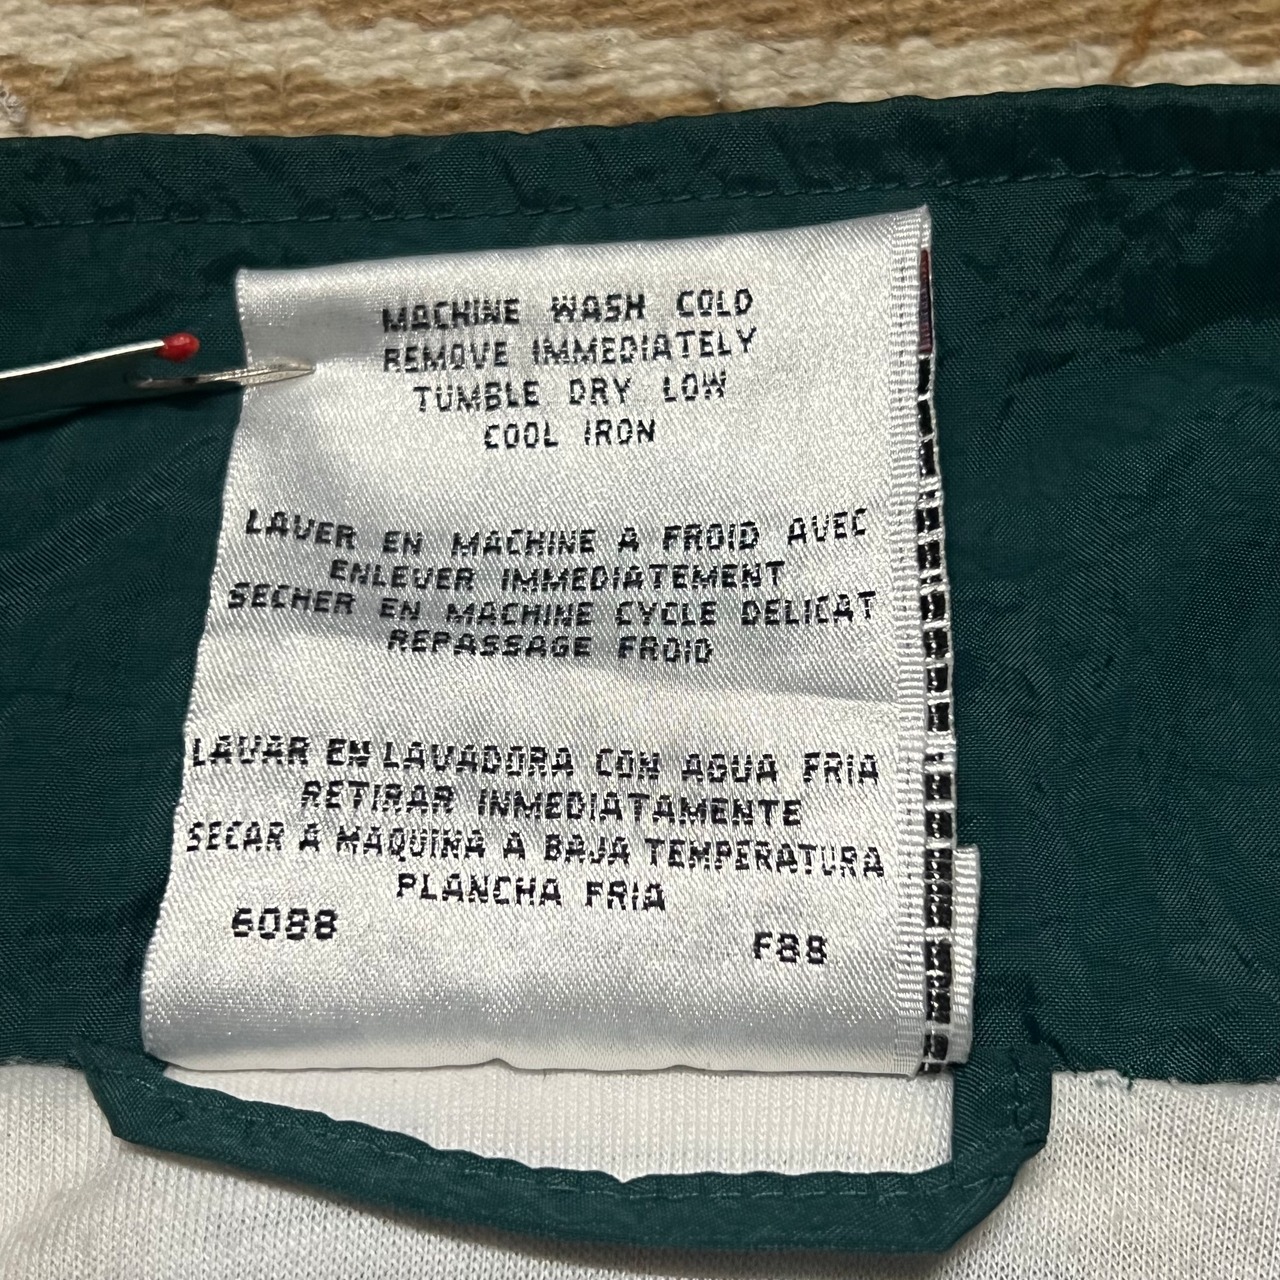 MACHINE WASH COLD
REMOVE IMMEDIATELY
TUMBLE DRY LOW
COOL IRON
LAVER EN MACHINE A FROID AVEC
ENLEVER IMMEDIATEMENT
SECHER EN MACHINE CYCLE DELICAT
REPASSAGE FROID
LAVAR EN LAVADORA CON AGUA FRIA
RETIRAR INMEDIATAMENTE
SECAR A MAQUINA A BAJA TEMPERATURA
PLANCHA FRIA
6088 F88